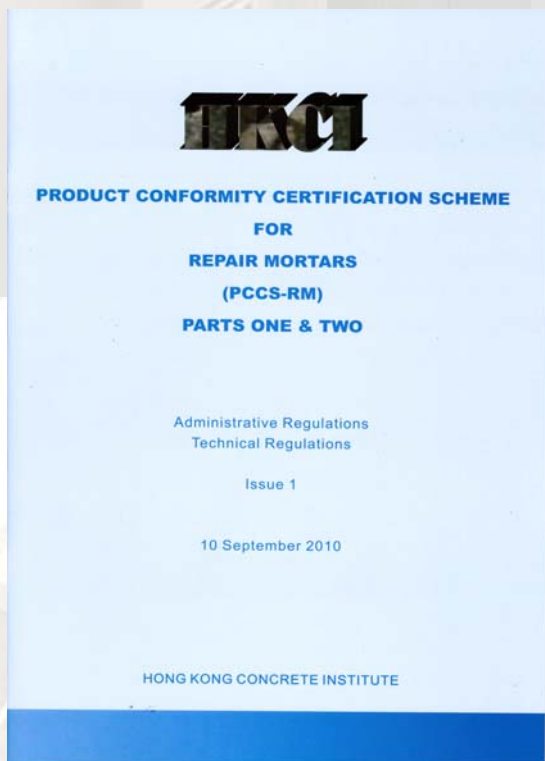 HKCI
PRODUCT CONFORMITY CERTIFICATION SCHEME
FOR
REPAIR MORTARS
(PCCS-RM)
PARTS ONE & TWO
Administrative Regulations
Technical Regulations
Issue 1
10 September 2010
HONG KONG CONCRETE INSTITUTE